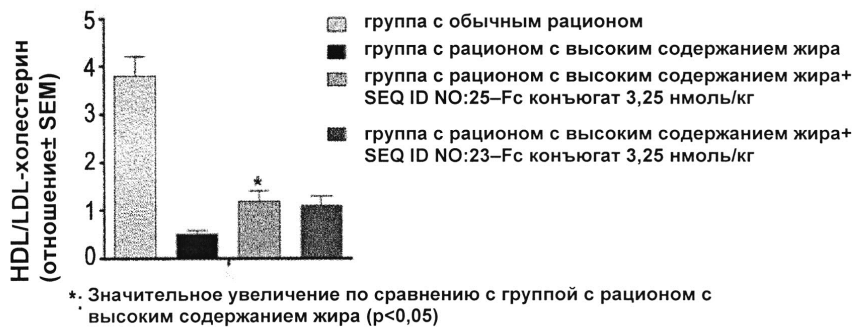 HDL/LDL-холестерин
(отношение± SEM)
5
4
3
2
1
0
*
группа с обычным рационом
группа с рационом с высоким содержанием жира
группа с рационом с высоким содержанием жира+
SEQ ID NO:25–Fc конъюгат 3,25 нмоль/кг
группа с рационом с высоким содержанием жира+
SEQ ID NO:23–Fc конъюгат 3,25 нмоль/кг
*: Значительное увеличение по сравнению с группой с рационом с
высоким содержанием жира (p<0,05)